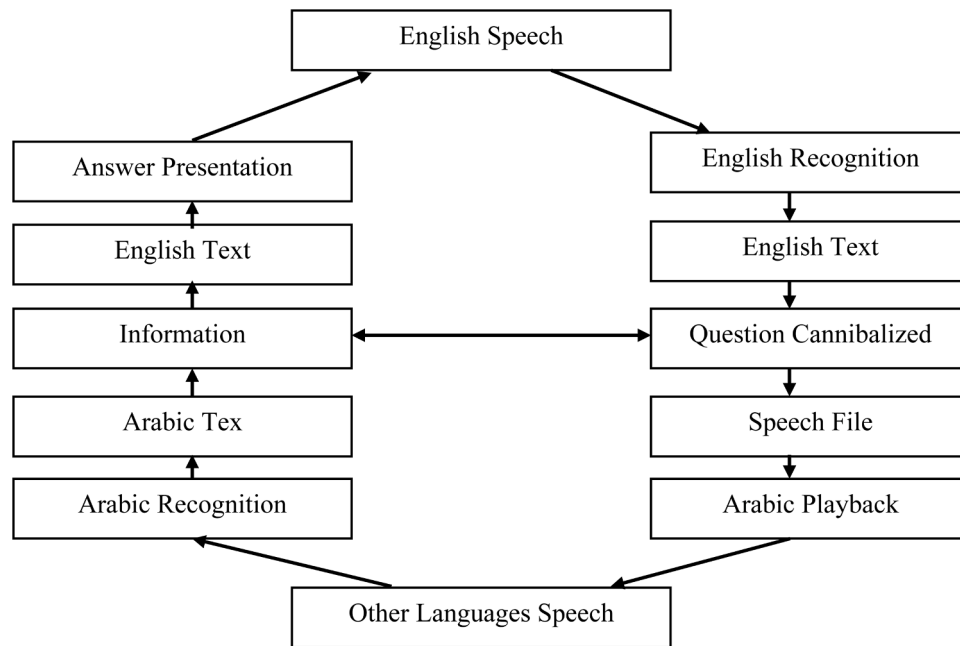 English Speech
Answer Presentation
English Recognition
English Text
English Text
Information
Question Cannibalized
Arabic Tex
Speech File
Arabic Recognition
Arabic Playback
Other Languages Speech